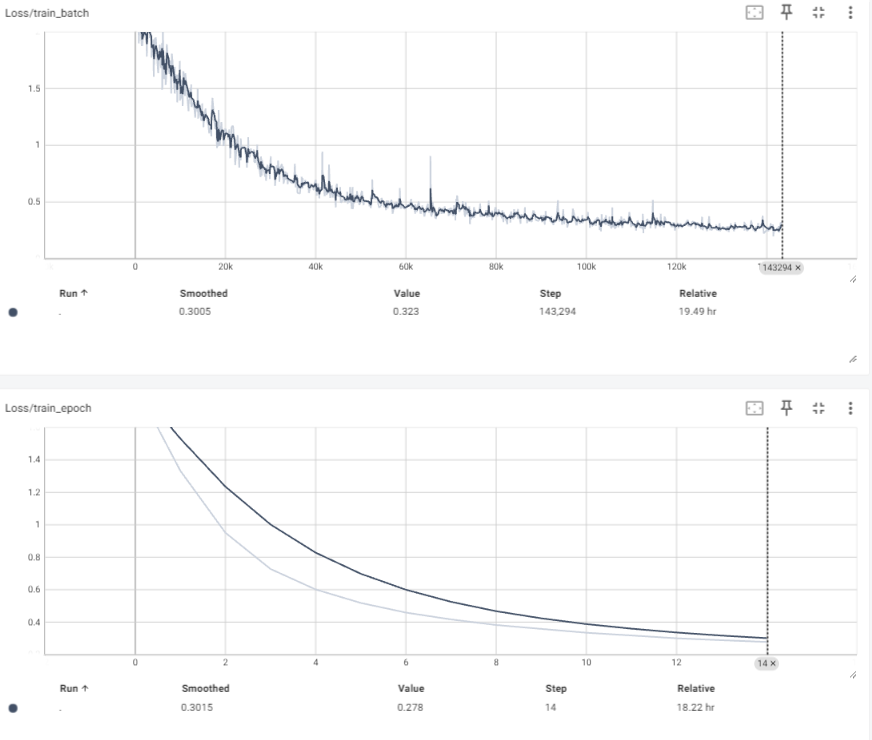 Loss/train_batch
1.5
1
0.5
0 20k 40k 60k 80k 100k 120k 143294 ×
Run ↑ Smoothed Value Step Relative
. 0.3005 0.323 143,294 19.49 hr
Loss/train_epoch
1.4
1.2
1
0.8
0.6
0.4
0 2 4 6 8 10 12 14 ×
Run ↑ Smoothed Value Step Relative
. 0.3015 0.278 14 18.22 hr